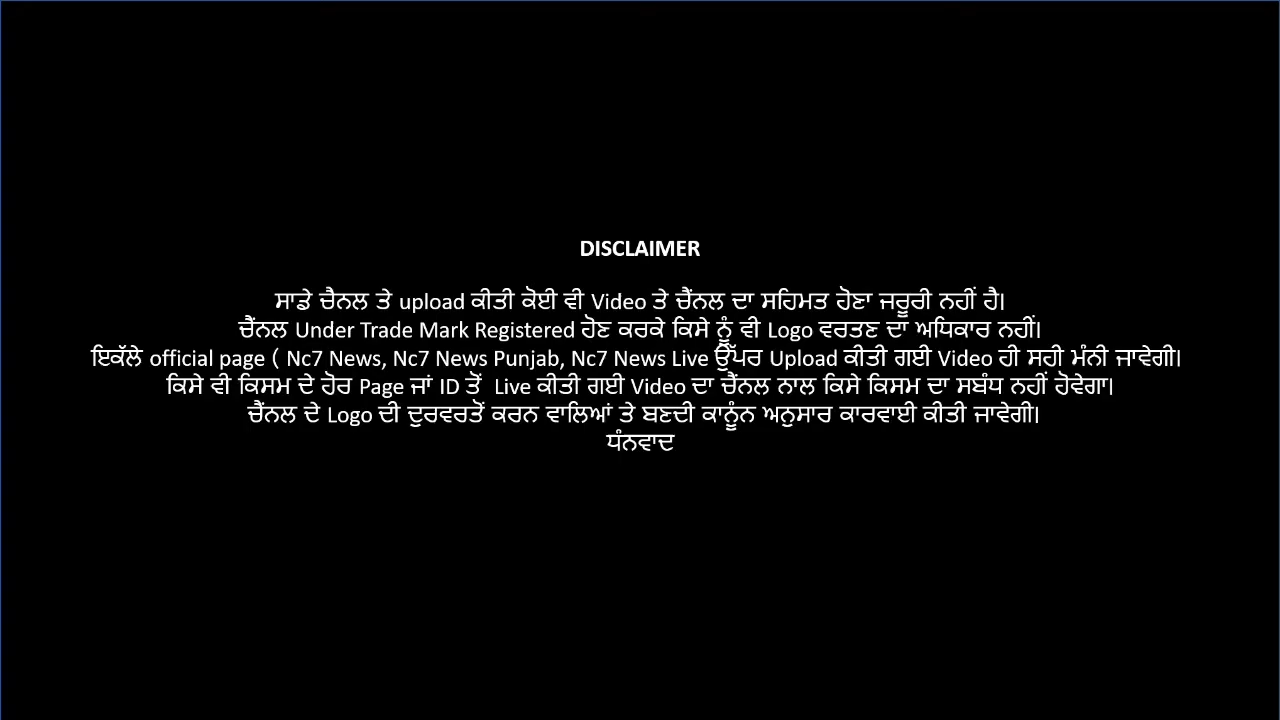 DISCLAIMER
ਸਾਡੇ ਚੈਨਲ ਤੇ upload ਕੀਤੀ ਕੋਈ ਵੀ Video ਤੇ ਚੈਂਨਲ ਦਾ ਸਹਿਮਤ ਹੋਣਾ ਜਰੂਰੀ ਨਹੀਂ ਹੈ।
ਚੈਂਨਲ Under Trade Mark Registered ਹੋਣ ਕਰਕੇ ਕਿਸੇ ਨੂੰ ਵੀ Logo ਵਰਤਣ ਦਾ ਅਧਿਕਾਰ ਨਹੀਂ।
ਇਕੱਲੇ official page ( Nc7 News, Nc7 News Punjab, Nc7 News Live ਉੱਪਰ Upload ਕੀਤੀ ਗਈ Video ਹੀ ਸਹੀ ਮੰਨੀ ਜਾਵੇਗੀ।
ਕਿਸੇ ਵੀ ਕਿਸਮ ਦੇ ਹੋਰ Page ਜਾਂ ID ਤੋਂ Live ਕੀਤੀ ਗਈ Video ਦਾ ਚੈਂਨਲ ਨਾਲ ਕਿਸੇ ਕਿਸਮ ਦਾ ਸਬੰਧ ਨਹੀਂ ਹੋਵੇਗਾ।
ਚੈਂਨਲ ਦੇ Logo ਦੀ ਦੁਰਵਰਤੋਂ ਕਰਨ ਵਾਲਿਆਂ ਤੇ ਬਣਦੀ ਕਾਨੂੰਨ ਅਨੁਸਾਰ ਕਾਰਵਾਈ ਕੀਤੀ ਜਾਵੇਗੀ।
ਧੰਨਵਾਦ